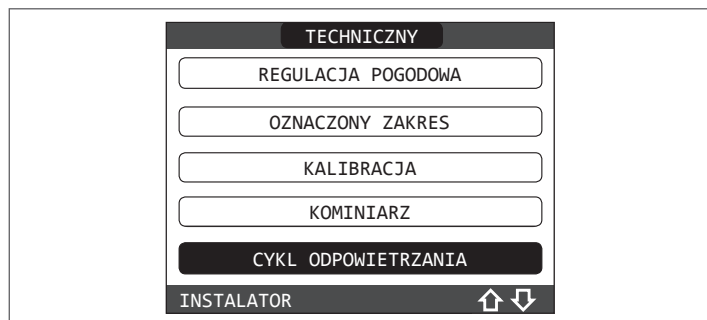 TECHNICZNY
REGULACJA POGODOWA
OZNACZONY ZAKRES
KALIBRACJA
KOMINIARZ
CYKL ODPOWIETRZANIA
INSTALATOR